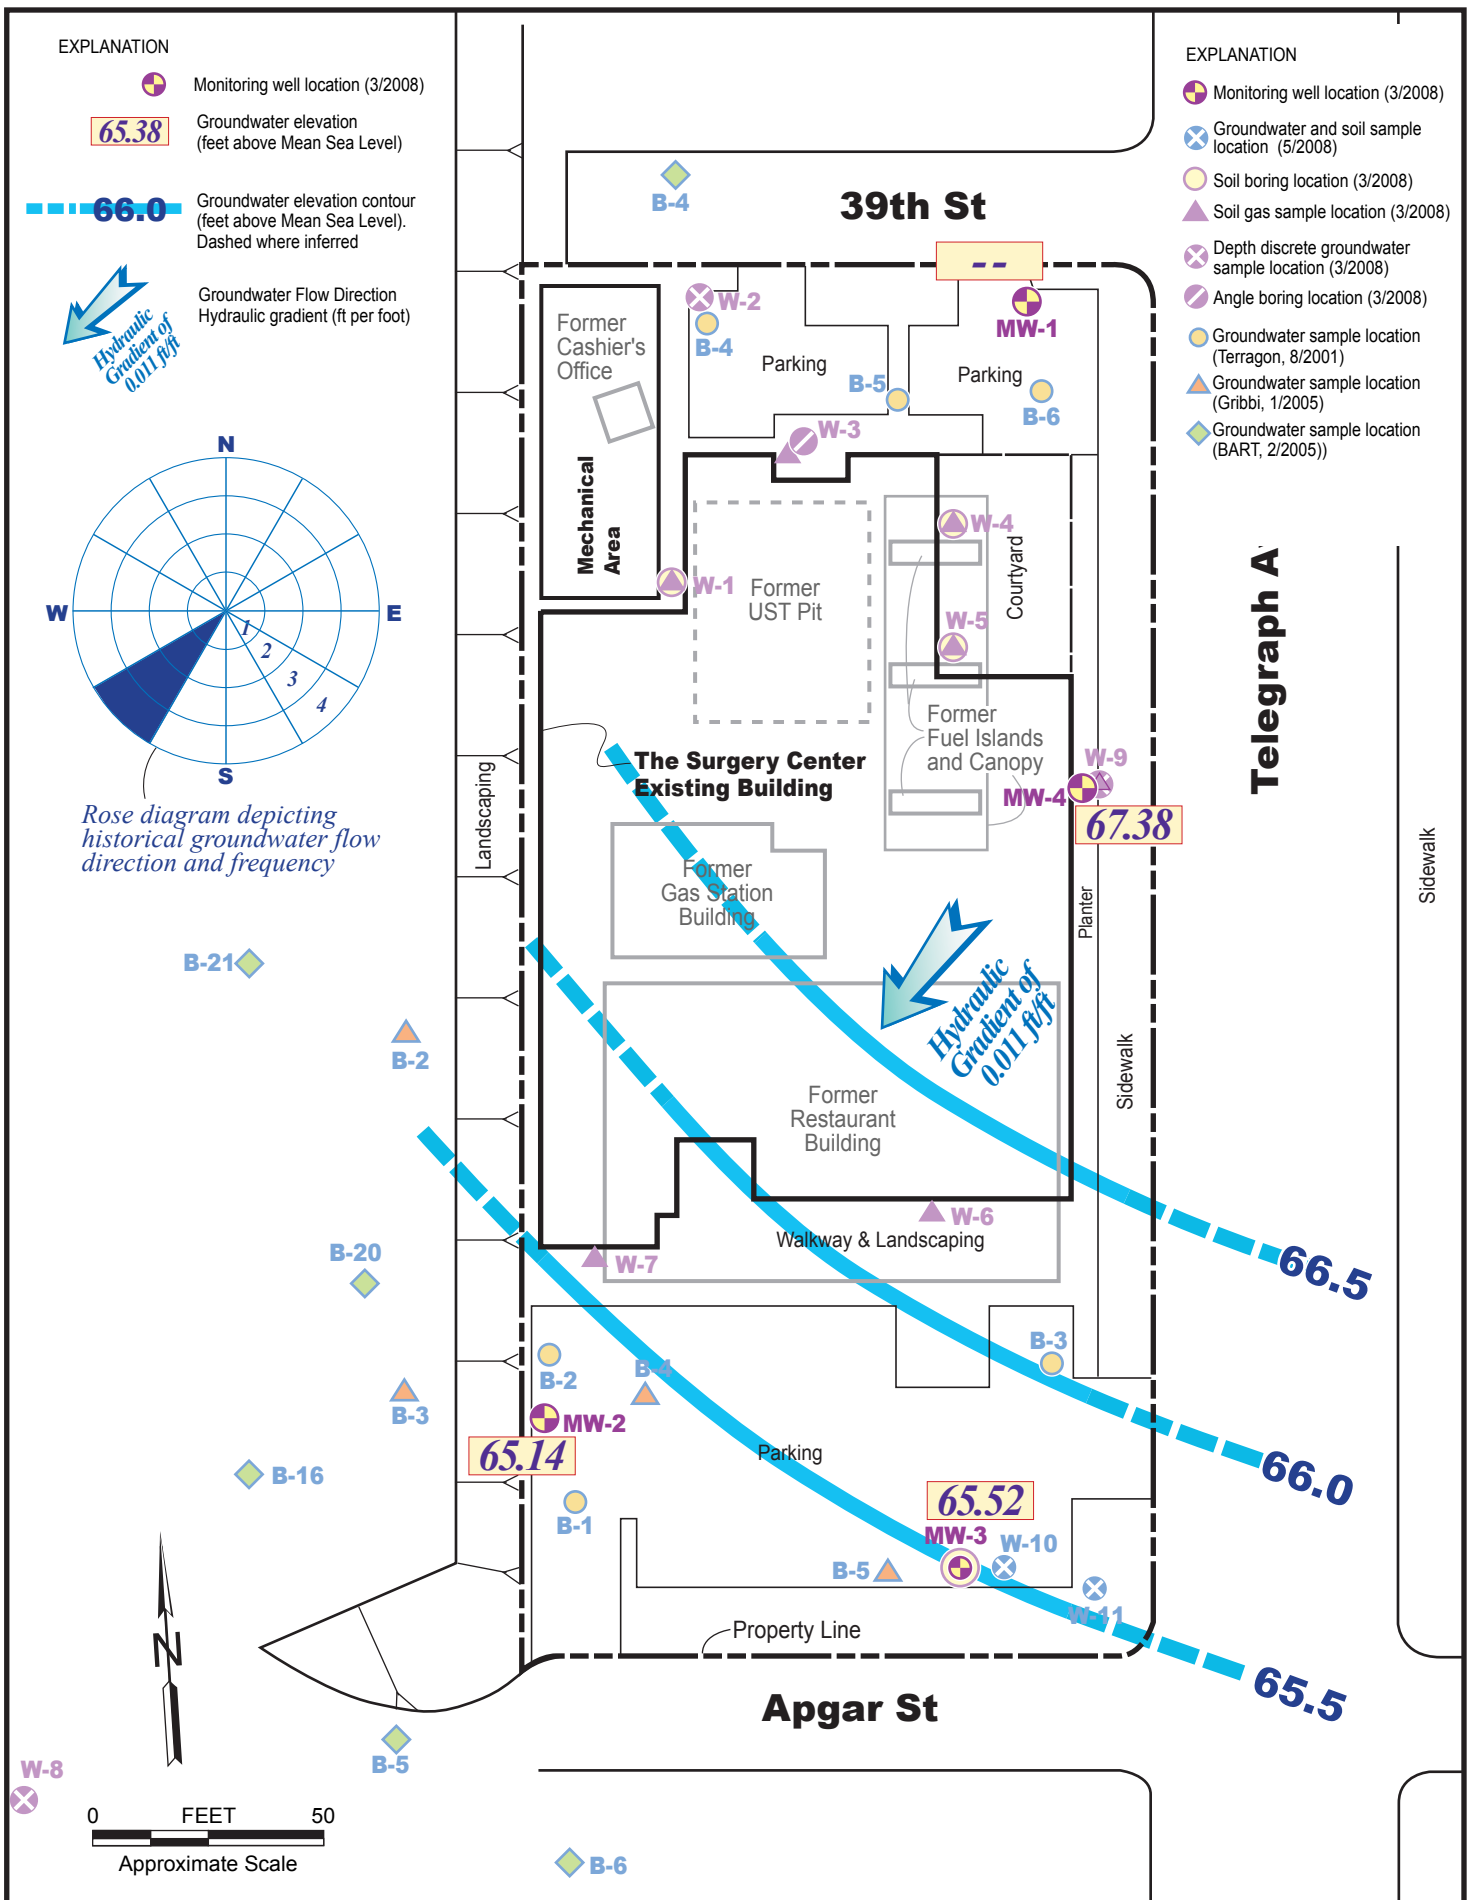 EXPLANATION
Monitoring well location (3/2008)
65.38
Groundwater elevation
(feet above Mean Sea Level)
66.0
Groundwater elevation contour
(feet above Mean Sea Level).
Dashed where inferred
Groundwater Flow Direction
Hydraulic gradient (ft per foot)
Hydraulic
Gradient of
0.011 ft/ft
EXPLANATION
Monitoring well location (3/2008)
Groundwater and soil sample
location (5/2008)
Soil boring location (3/2008)
Soil gas sample location (3/2008)
Depth discrete groundwater
sample location (3/2008)
Angle boring location (3/2008)
Groundwater sample location
(Terragon, 8/2001)
Groundwater sample location
(Gribbi, 1/2005)
Groundwater sample location
(BART, 2/2005))
N
W
E
S
1
2
3
4
Rose diagram depicting
historical groundwater flow
direction and frequency
B-4
39th St
--
MW-1
W-2
B-4
Former
Cashier's
Office
Parking
B-5
Parking
B-6
W-3
Mechanical
Area
W-4
W-1
Former
UST Pit
Courtyard
W-5
Telegraph A
Former
Fuel Islands
and Canopy
The Surgery Center
Existing Building
W-9
MW-4
67.38
Landscaping
Former
Gas Station
Building
Planter
Sidewalk
Sidewalk
B-21
B-2
Hydraulic
Gradient of
0.011 ft/ft
Former
Restaurant
Building
W-6
Walkway & Landscaping
W-7
66.5
B-20
B-3
B-2
B-4
B-3
MW-2
65.14
Parking
66.0
B-16
65.52
B-1
MW-3
W-10
B-5
W-11
Property Line
65.5
N
Apgar St
B-5
W-8
0 FEET 50
Approximate Scale
B-6